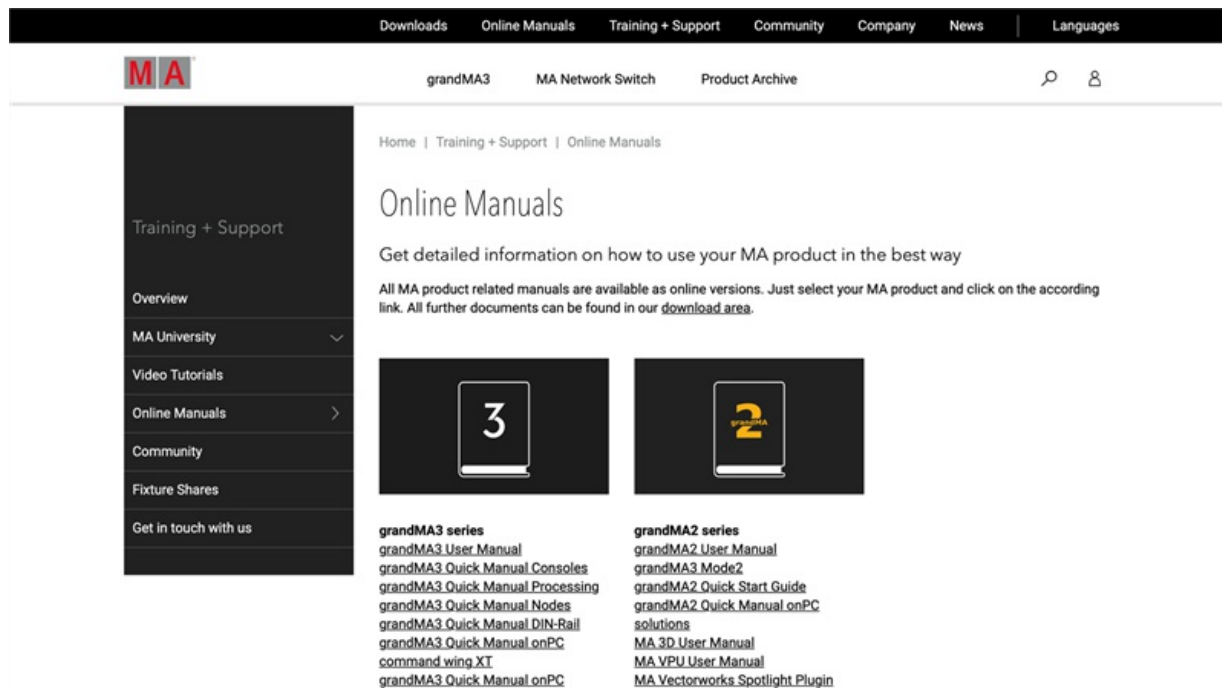 Downloads Online Manuals Training + Support Community Company News Languages
MA
grandMA3 MA Network Switch Product Archive
Training + Support
Overview
MA University
Video Tutorials
Online Manuals
Community
Fixture Shares
Get in touch with us
Home | Training + Support | Online Manuals
Online Manuals
Get detailed information on how to use your MA product in the best way
All MA product related manuals are available as online versions. Just select your MA product and click on the according
link. All further documents can be found in our download area.
3
grandMA3 series
grandMA3 User Manual
grandMA3 Quick Manual Consoles
grandMA3 Quick Manual Processing
grandMA3 Quick Manual Nodes
grandMA3 Quick Manual DIN-Rail
grandMA3 Quick Manual onPC
command wing XT
grandMA3 Quick Manual onPC
2
grandMA
grandMA2 series
grandMA2 User Manual
grandMA3 Mode2
grandMA2 Quick Start Guide
grandMA2 Quick Manual onPC
solutions
MA 3D User Manual
MA VPU User Manual
MA Vectorworks Spotlight Plugin